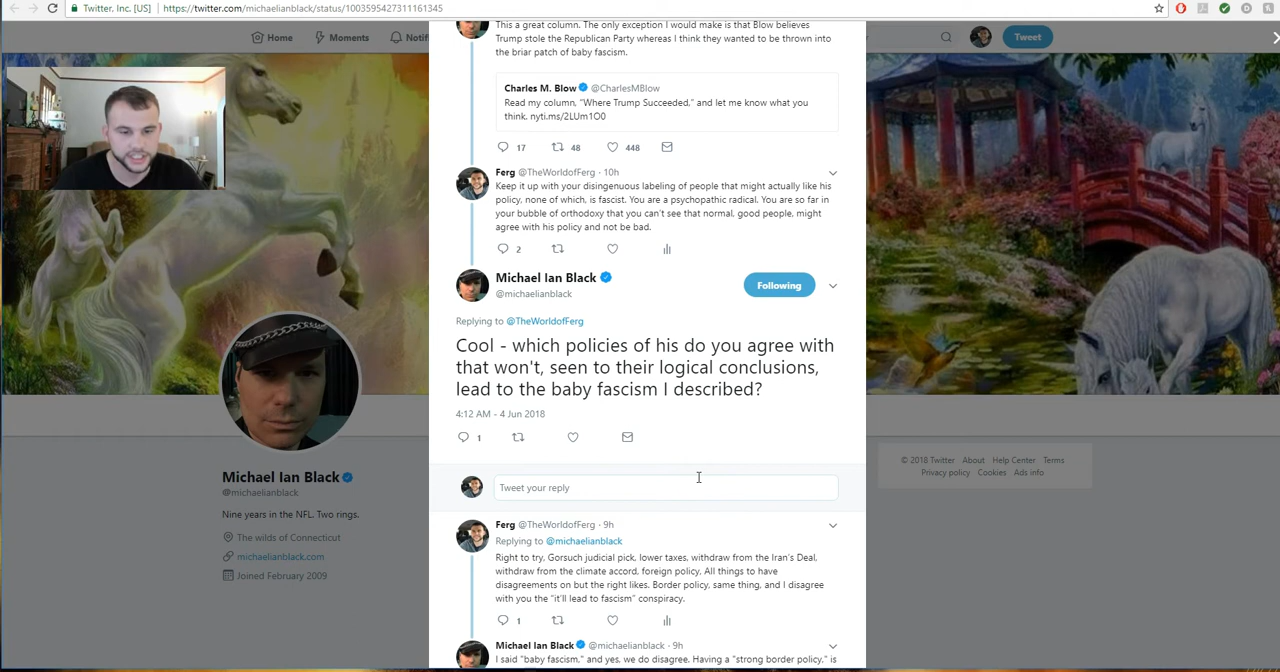 Twitter, Inc. [US] | https://twitter.com/michaelianblack/status/1003595427311161345
Home
Moments
Notifi
Tweet
This a great column. The only exception I would make is that Blow believes
Trump stole the Republican Party whereas I think they wanted to be thrown into
the briar patch of baby fascism.
Charles M. Blow @CharlesMBlow
Read my column, "Where Trump Succeeded," and let me know what you
think. nyti.ms/2LUm1O0
17 48 448
Ferg @TheWorldofFerg · 10h
Keep it up with your disingenuous labeling of people that might actually like his
policy, none of which, is fascist. You are a psychopathic radical. You are so far in
your bubble of orthodoxy that you can't see that normal, good people, might
agree with his policy and not be bad.
2
Michael Ian Black
@michaelianblack
Following
Replying to @TheWorldofFerg
Cool - which policies of his do you agree with
that won't, seen to their logical conclusions,
lead to the baby fascism I described?
4:12 AM - 4 Jun 2018
1
Tweet your reply
Ferg @TheWorldofFerg · 9h
Replying to @michaelianblack
Right to try, Gorsuch judicial pick, lower taxes, withdraw from the Iran's Deal,
withdraw from the climate accord, foreign policy. All things to have
disagreements on but the right likes. Border policy, same thing, and I disagree
with you the "it'll lead to fascism" conspiracy.
1
Michael Ian Black @michaelianblack · 9h
I said "baby fascism," and yes, we do disagree. Having a "strong border policy," is
Michael Ian Black
@michaelianblack
Nine years in the NFL. Two rings.
The wilds of Connecticut
michaelianblack.com
Joined February 2009
© 2018 Twitter About Help Center Terms
Privacy policy Cookies Ads info